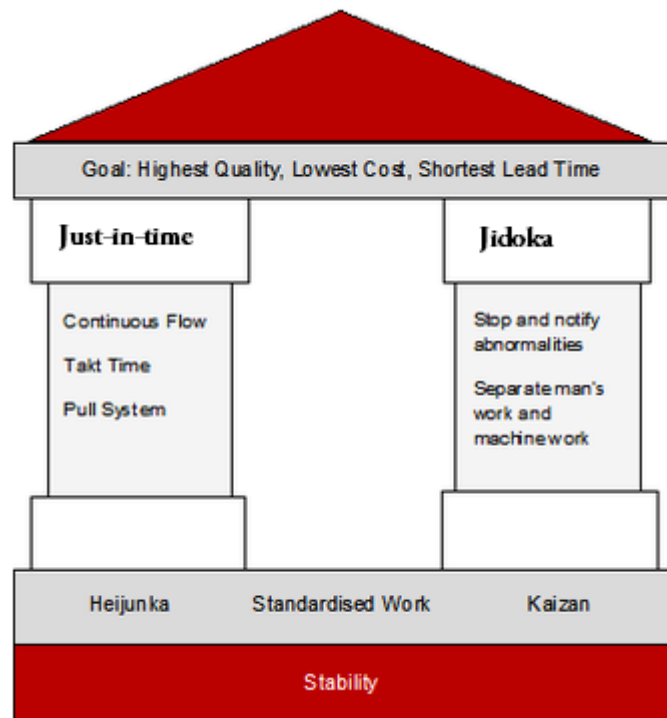 Goal: Highest Quality, Lowest Cost, Shortest Lead Time
Just-in-time
Continuous Flow
Takt Time
Pull System
Jidoka
Stop and notify
abnormalities
Separate man's
work and
machine work
Heijunka
Standardised Work
Kaizan
Stability